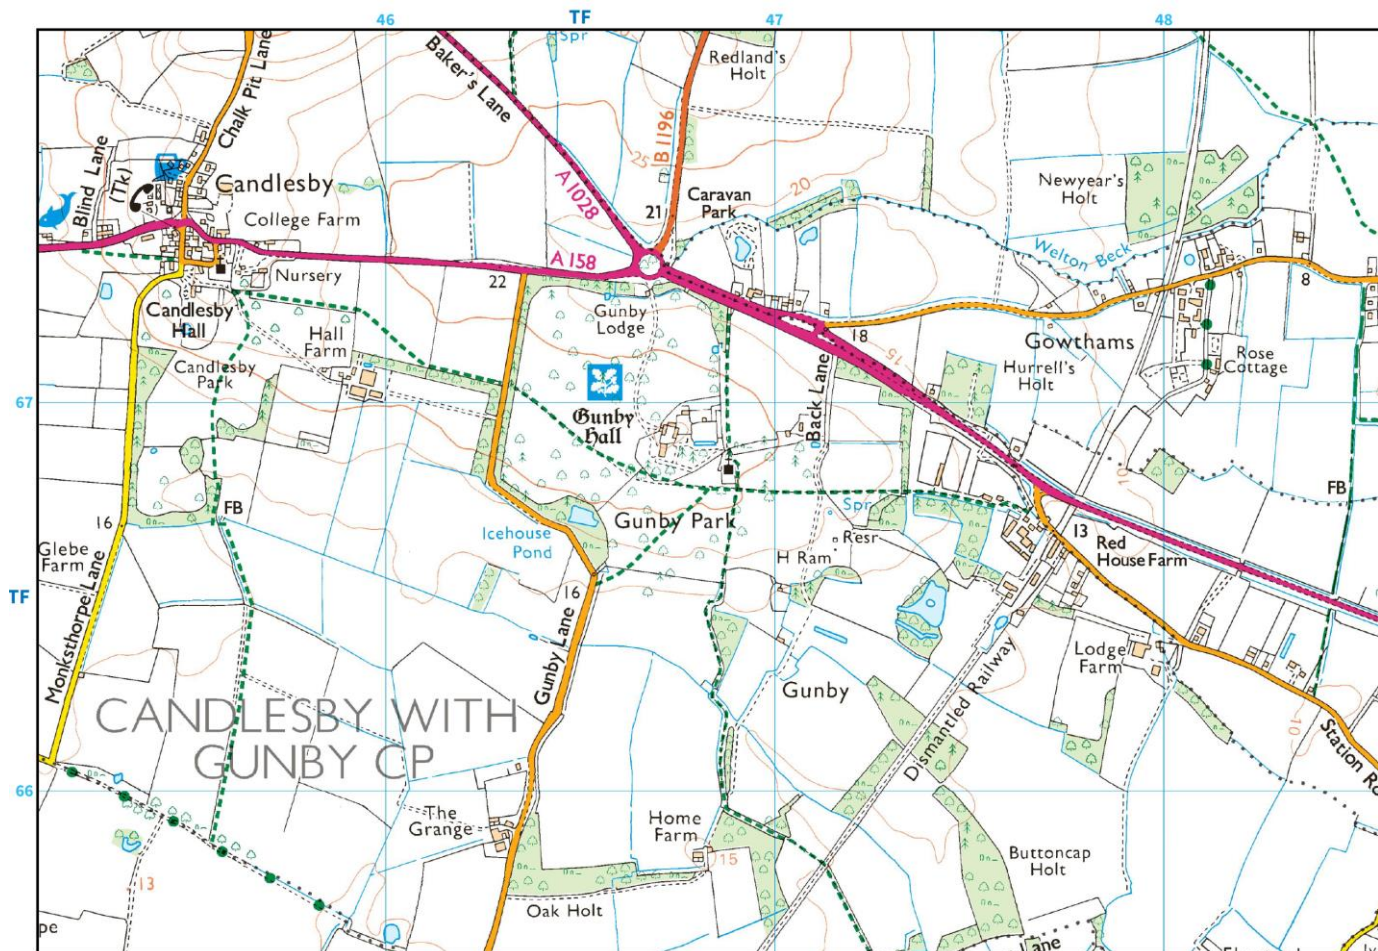 46
TF
47
48
Baker's Lane
Spr
Redland's
Holt
Chalk Pit Lane
B 1196
25
Blind Lane
(Tk)
Candlesby
College Farm
A 1028
21
Caravan
Park
20
Newyear's
Holt
Welton Beck
Nursery
22
A 158
8
Candlesby
Hall
Hall
Farm
Candlesby
Park
Gunby
Lodge
18
15
Gowthams
Hurrell's
Holt
Rose
Cottage
67
Gunby
Hall
Back Lane
10
FB
FB
16
Glebe
Farm
Icehouse
Pond
Gunby Park
Spr
Resr
13
Red
House Farm
H Ram
TF
Monksthorpe Lane
16
Gunby Lane
Gunby
Dismantled Railway
Lodge
Farm
10
Station Ro
CANDLESBY WITH
GUNBY CP
66
The
Grange
Home
Farm
15
Buttoncap
Holt
13
Oak Holt
pe
Lane